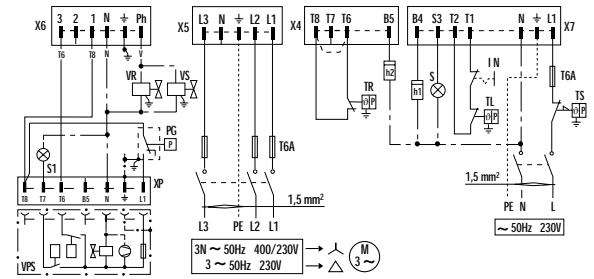 X6
3 2 1 N Ph
T6 T8 N V
VR VS
PG
P
S1
XP
T8 T7 T6 B5 N L1
VPS
X5
L3 N L2 L1
T6A
1,5 mm²
L3 PE L2 L1
3N ~ 50Hz 400/230V
3 ~ 50Hz 230V
M
3 ~
X4
T8 T7 T6 B5
h2
TR
ϑ P
X7
B4 S3 T2 T1 N L1
h1
S
I N
TL
ϑ P
T6A
TS
ϑ P
1,5 mm²
PE N L
~ 50Hz 230V